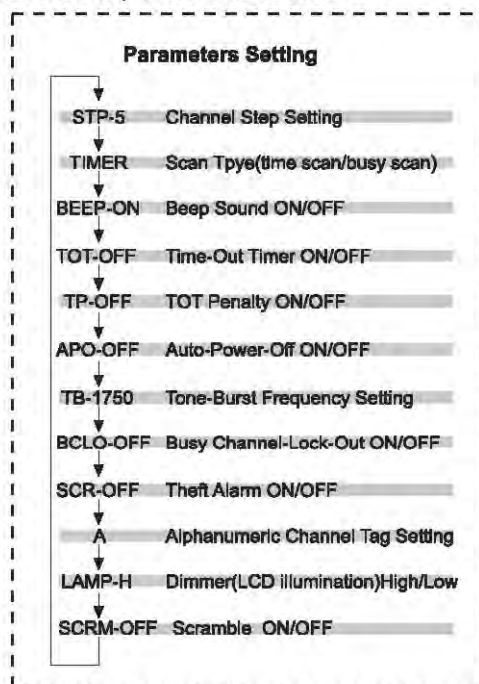 Parameters Setting
STP-5 Channel Step Setting
TIMER Scan Tpye(time scan/busy scan)
BEEP-ON Beep Sound ON/OFF
TOT-OFF Time-Out Timer ON/OFF
TP-OFF TOT Penalty ON/OFF
APO-OFF Auto-Power-Off ON/OFF
TB-1750 Tone-Burst Frequency Setting
BCLO-OFF Busy Channel-Lock-Out ON/OFF
SCR-OFF Theft Alarm ON/OFF
A Alphanumeric Channel Tag Setting
LAMP-H Dimmer(LCD illumination)High/Low
SCRM-OFF Scramble ON/OFF